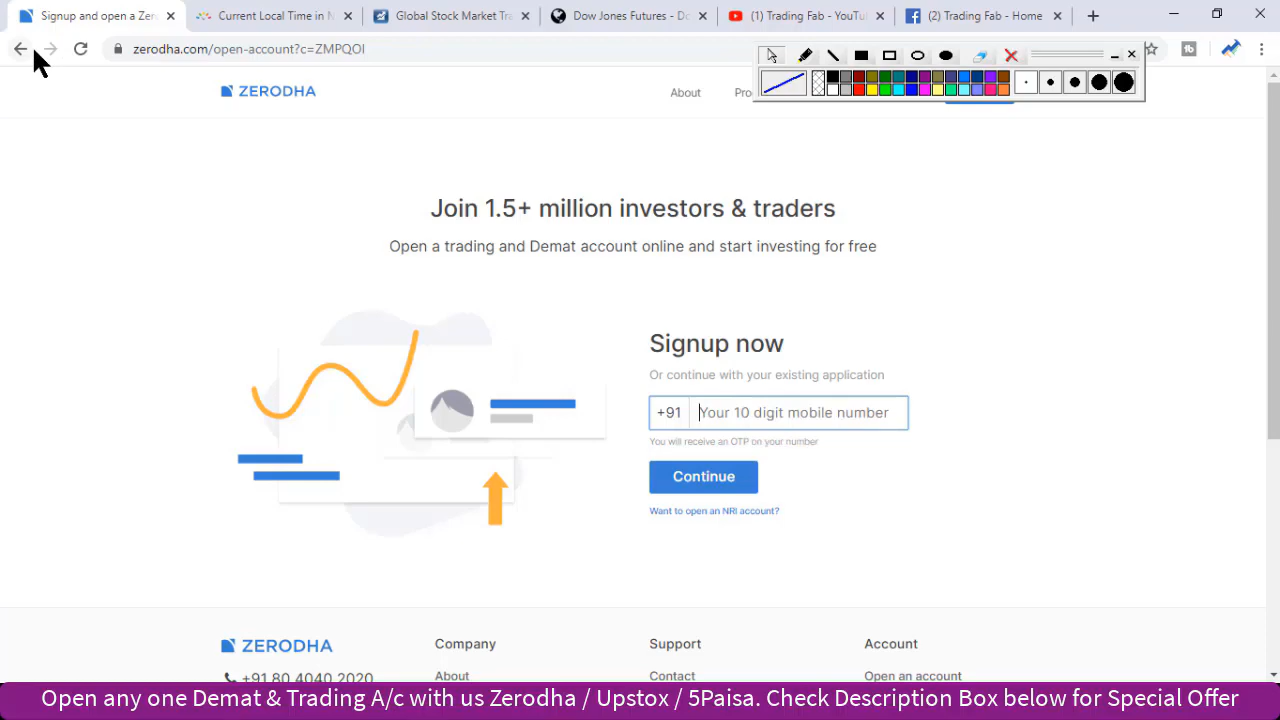 Signup and open a Zer
Current Local Time in N
Global Stock Market Tra
Dow Jones Futures - Do
(1) Trading Fab - YouTu
(2) Trading Fab - Home
zerodha.com/open-account?c=ZMPQOI
ZERODHA
About
Pro
Join 1.5+ million investors & traders
Open a trading and Demat account online and start investing for free
Signup now
Or continue with your existing application
+91 Your 10 digit mobile number
You will receive an OTP on your number
Continue
Want to open an NRI account?
ZERODHA
Company
Support
Account
+91 80 4040 2020
About
Contact
Open an account
Open any one Demat & Trading A/c with us Zerodha / Upstox / 5Paisa. Check Description Box below for Special Offer